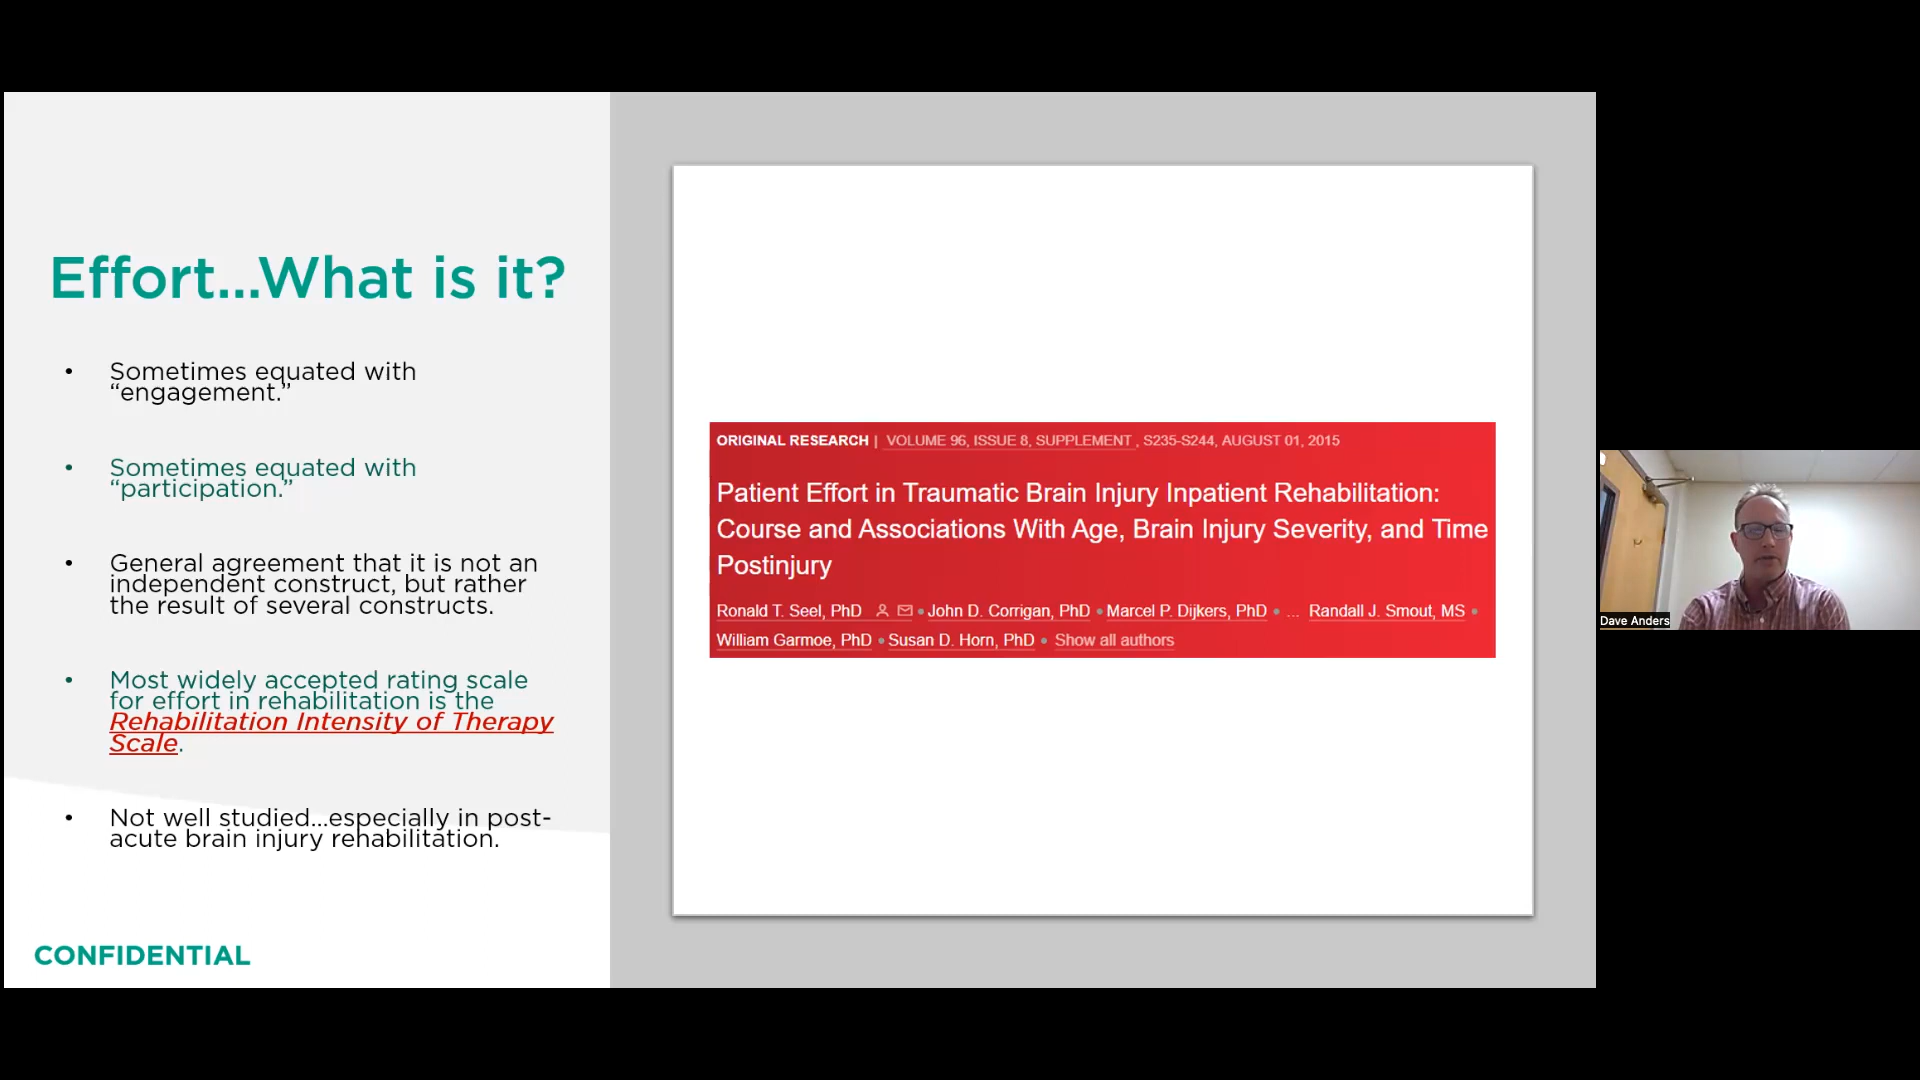 Effort...What is it?
• Sometimes equated with
“engagement.”
• Sometimes equated with
“participation.”
• General agreement that it is not an
independent construct, but rather
the result of several constructs.
• Most widely accepted rating scale
for effort in rehabilitation is the
Rehabilitation Intensity of Therapy
Scale.
• Not well studied...especially in post-
acute brain injury rehabilitation.
CONFIDENTIAL
ORIGINAL RESEARCH | VOLUME 96, ISSUE 8, SUPPLEMENT , S235-S244, AUGUST 01, 2015
Patient Effort in Traumatic Brain Injury Inpatient Rehabilitation:
Course and Associations With Age, Brain Injury Severity, and Time
Postinjury
Ronald T. Seel, PhD • John D. Corrigan, PhD • Marcel P. Dijkers, PhD • ... Randall J. Smout, MS •
William Garmoe, PhD • Susan D. Horn, PhD • Show all authors
Dave Anders